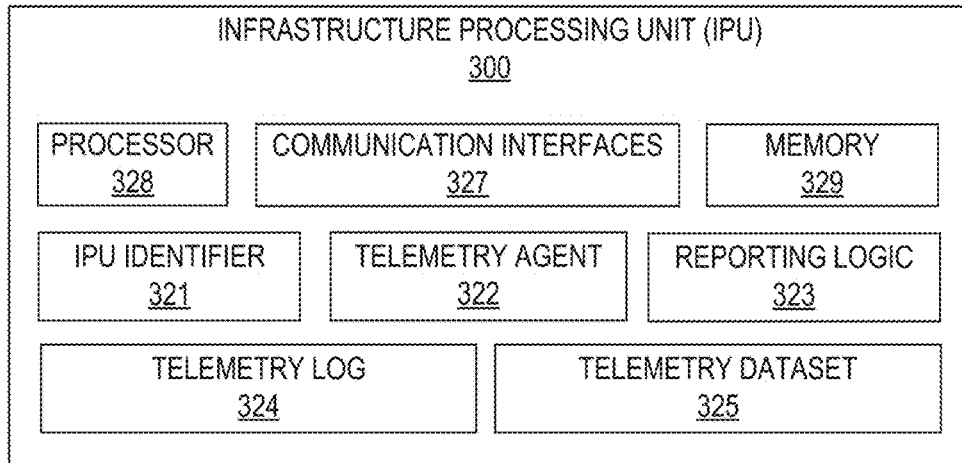 INFRASTRUCTURE PROCESSING UNIT (IPU)
300
PROCESSOR
328
COMMUNICATION INTERFACES
327
MEMORY
329
IPU IDENTIFIER
321
TELEMETRY AGENT
322
REPORTING LOGIC
323
TELEMETRY LOG
324
TELEMETRY DATASET
325